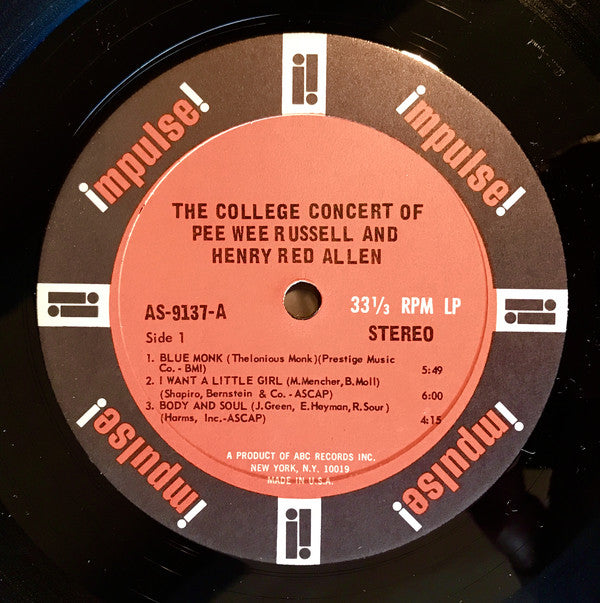 impulse!
impulse!
THE COLLEGE CONCERT OF
PEE WEE RUSSELL AND
HENRY RED ALLEN
AS-9137-A
33 1/3 RPM LP
Side 1
STEREO
1. BLUE MONK (Thelonious Monk)(Prestige Music
Co. - BMI) 5:49
2. I WANT A LITTLE GIRL (M. Mencher, B. Moll)
(Shapiro, Bernstein & Co. - ASCAP) 6:00
3. BODY AND SOUL (J. Green, E. Heyman, R. Sour)
(Harms, Inc.-ASCAP) 4:15
A PRODUCT OF ABC RECORDS INC.
NEW YORK, N.Y. 10019
MADE IN U.S.A.
impulse!
impulse!